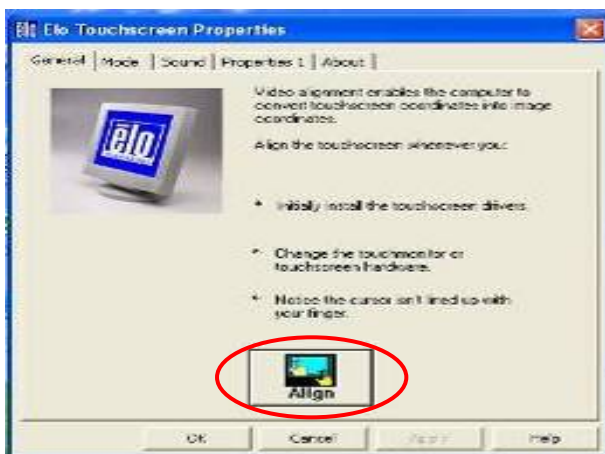 Elo Touchscreen Properties
General Mode Sound Properties 1 About
Video alignment enables the computer to
convert touchscreen coordinates into image
coordinates.
Align the touchscreen whenever you:
elo
* Initially install the touchscreen drivers.
* Change the touchmonitor or
touchscreen hardware.
* Notice the cursor isn't lined up with
your finger.
Align
OK Cancel Apply Help